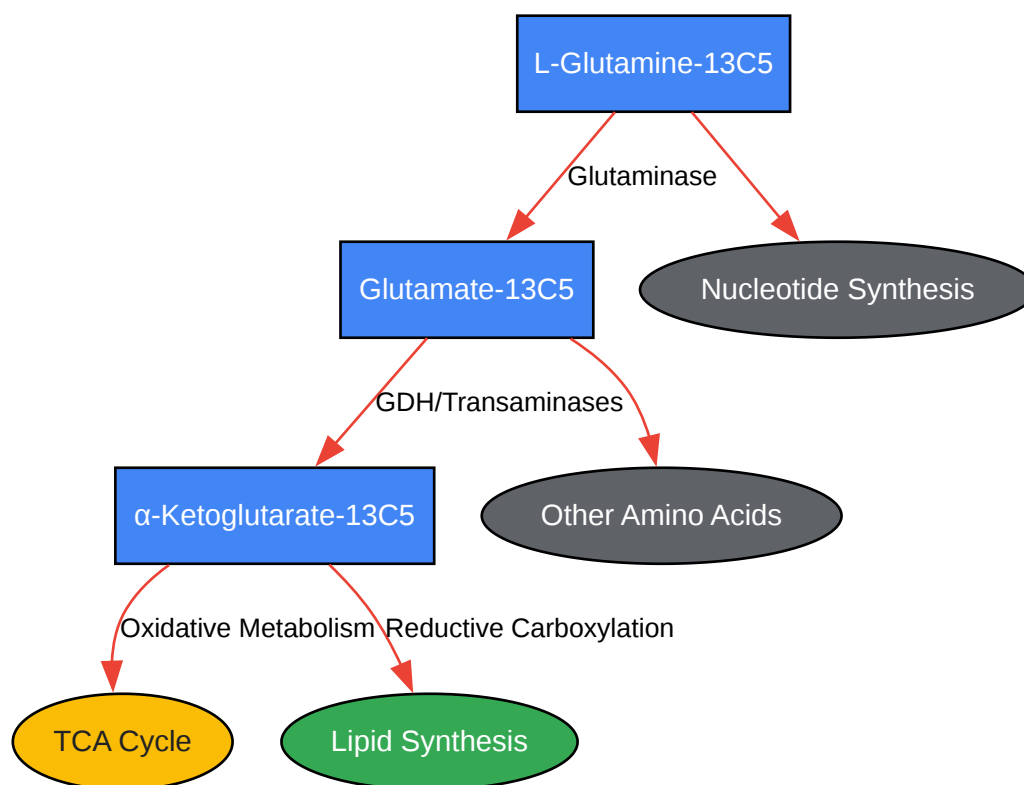 L-Glutamine-13C5
Glutaminase
Glutamate-13C5
Nucleotide Synthesis
GDH/Transaminases
α-Ketoglutarate-13C5
Other Amino Acids
Oxidative Metabolism
Reductive Carboxylation
TCA Cycle
Lipid Synthesis